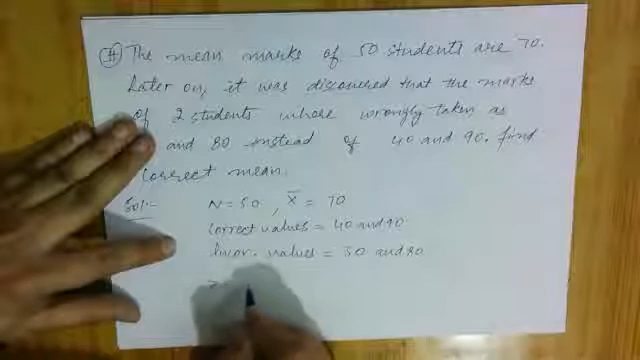 # The mean marks of 50 students are 70.
Later on, it was discovered that the marks
of 2 students whose wrongly taken as
and 80 instead of 40 and 90. find
correct mean.
Sol:- N = 50 , X̅ = 70
correct values = 40 and 90
Incor. values = 30 and 80